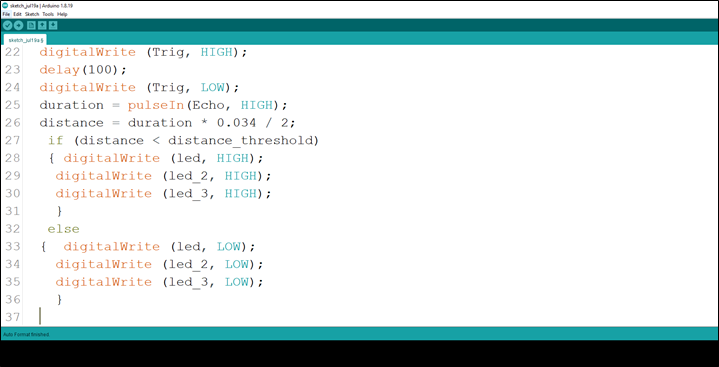 sketch_jul19a | Arduino 1.8.19
File Edit Sketch Tools Help
sketch_jul19a §
22 digitalWrite (Trig, HIGH);
23 delay(100);
24 digitalWrite (Trig, LOW);
25 duration = pulseIn(Echo, HIGH);
26 distance = duration * 0.034 / 2;
27 if (distance < distance_threshold)
28 { digitalWrite (led, HIGH);
29 digitalWrite (led_2, HIGH);
30 digitalWrite (led_3, HIGH);
31 }
32 else
33 { digitalWrite (led, LOW);
34 digitalWrite (led_2, LOW);
35 digitalWrite (led_3, LOW);
36 }
37
Auto Format finished.